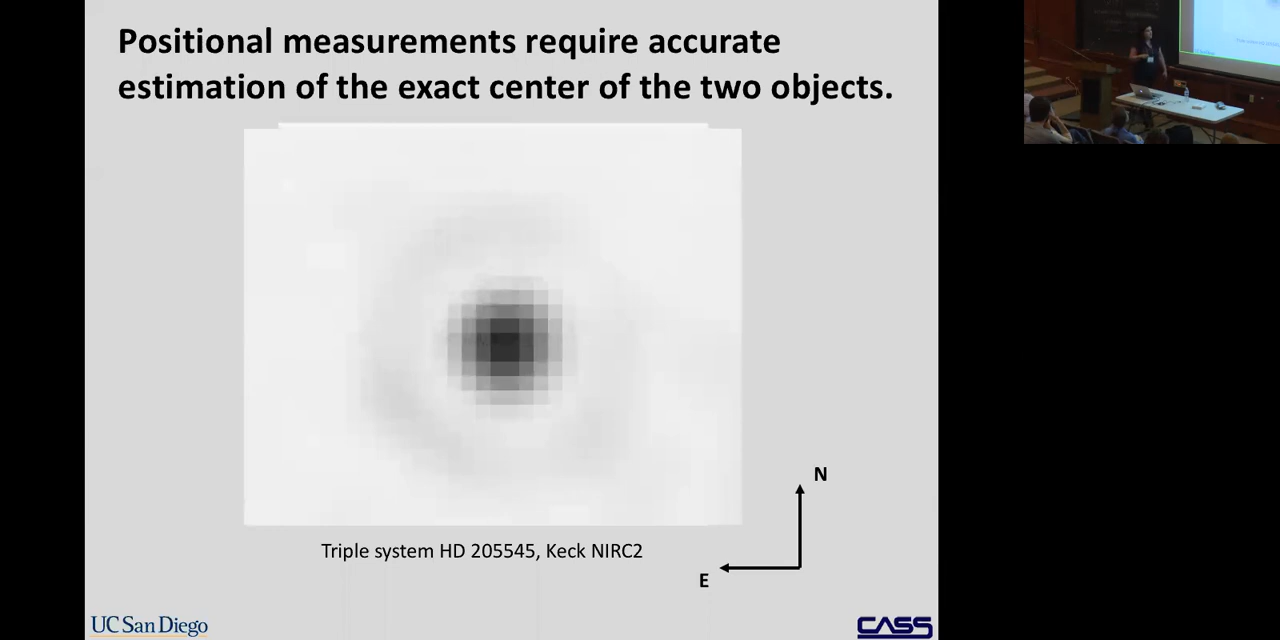 Positional measurements require accurate
estimation of the exact center of the two objects.
N
E
Triple system HD 205545, Keck NIRC2
UC San Diego
CASS